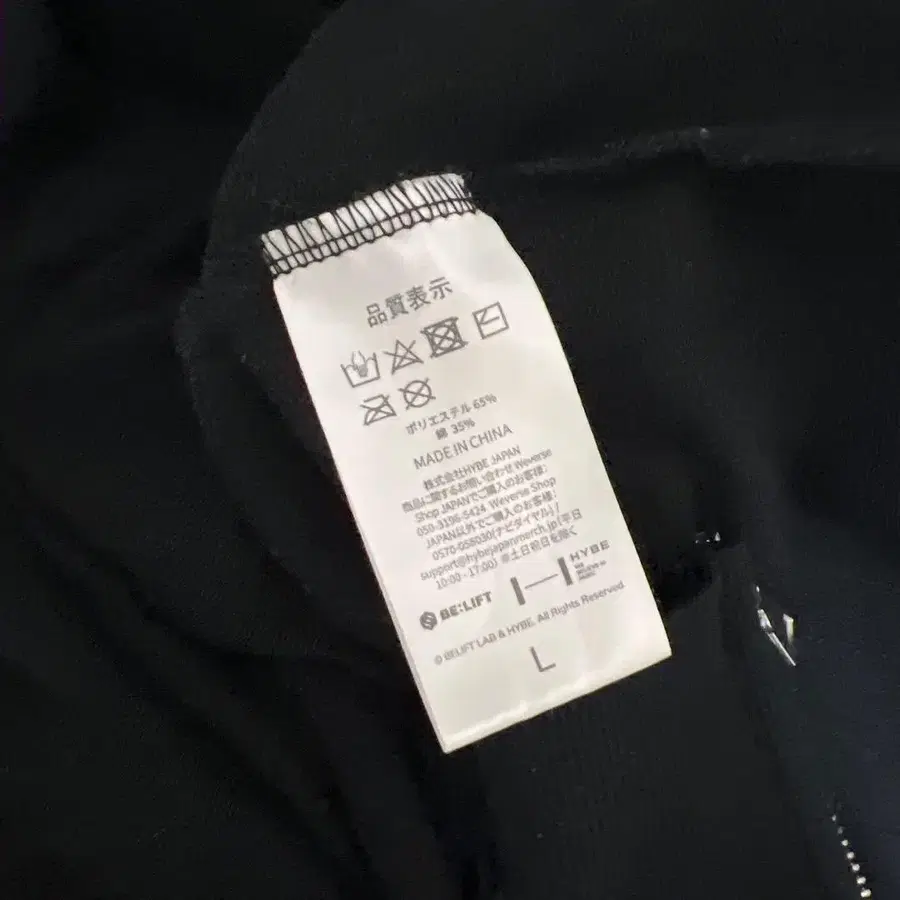 品質表示
ポリエステル 65%
綿 35%
MADE IN CHINA
株式会社HYBE JAPAN
商品に関するお問い合わせ Weverse
Shop JAPANでご購入のお客様:
050-3196-5424 Weverse Shop
JAPAN以外でご購入のお客様:
0570-058030(ナビダイヤル) /
support@hybejapanmerch.jp (平日
10:00 - 17:00) ※土日祝日を除く
BE:LIFT
HYBE
WE
BELIEVE IN
MUSIC
© BELIFT LAB & HYBE. All Rights Reserved
L